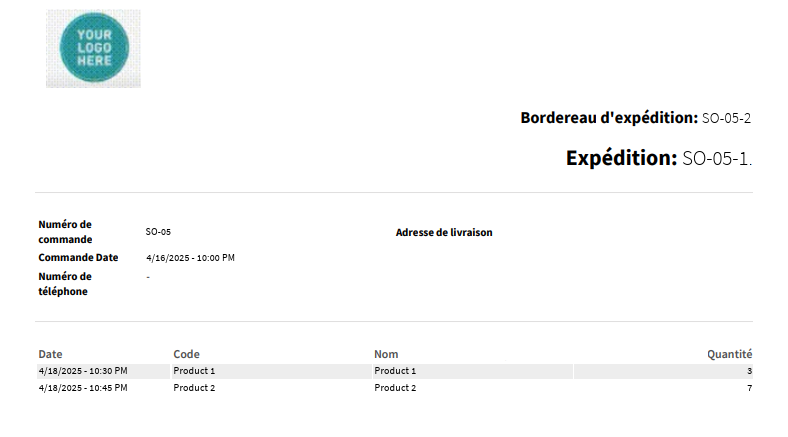 YOUR
LOGO
HERE
Bordereau d'expédition: SO-05-2
Expédition: SO-05-1.
Numéro de
commande
SO-05
Adresse de livraison
Commande Date 4/16/2025 - 10:00 PM
Numéro de
téléphone
-
Date Code Nom Quantité
4/18/2025 - 10:30 PM Product 1 Product 1 3
4/18/2025 - 10:45 PM Product 2 Product 2 7